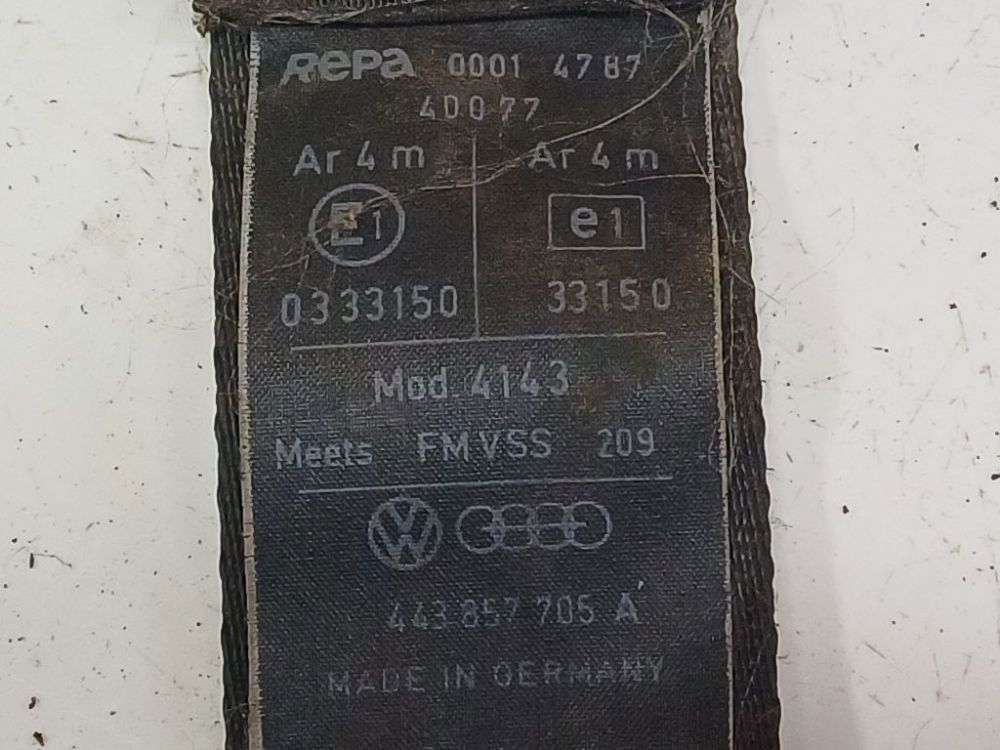 Repa 0001 4787
40077
Ar 4 m Ar 4 m
E1 e1
0333150 33150
Mod. 4143
Meets FMVSS 209
VW
443 857 705 A
MADE IN GERMANY